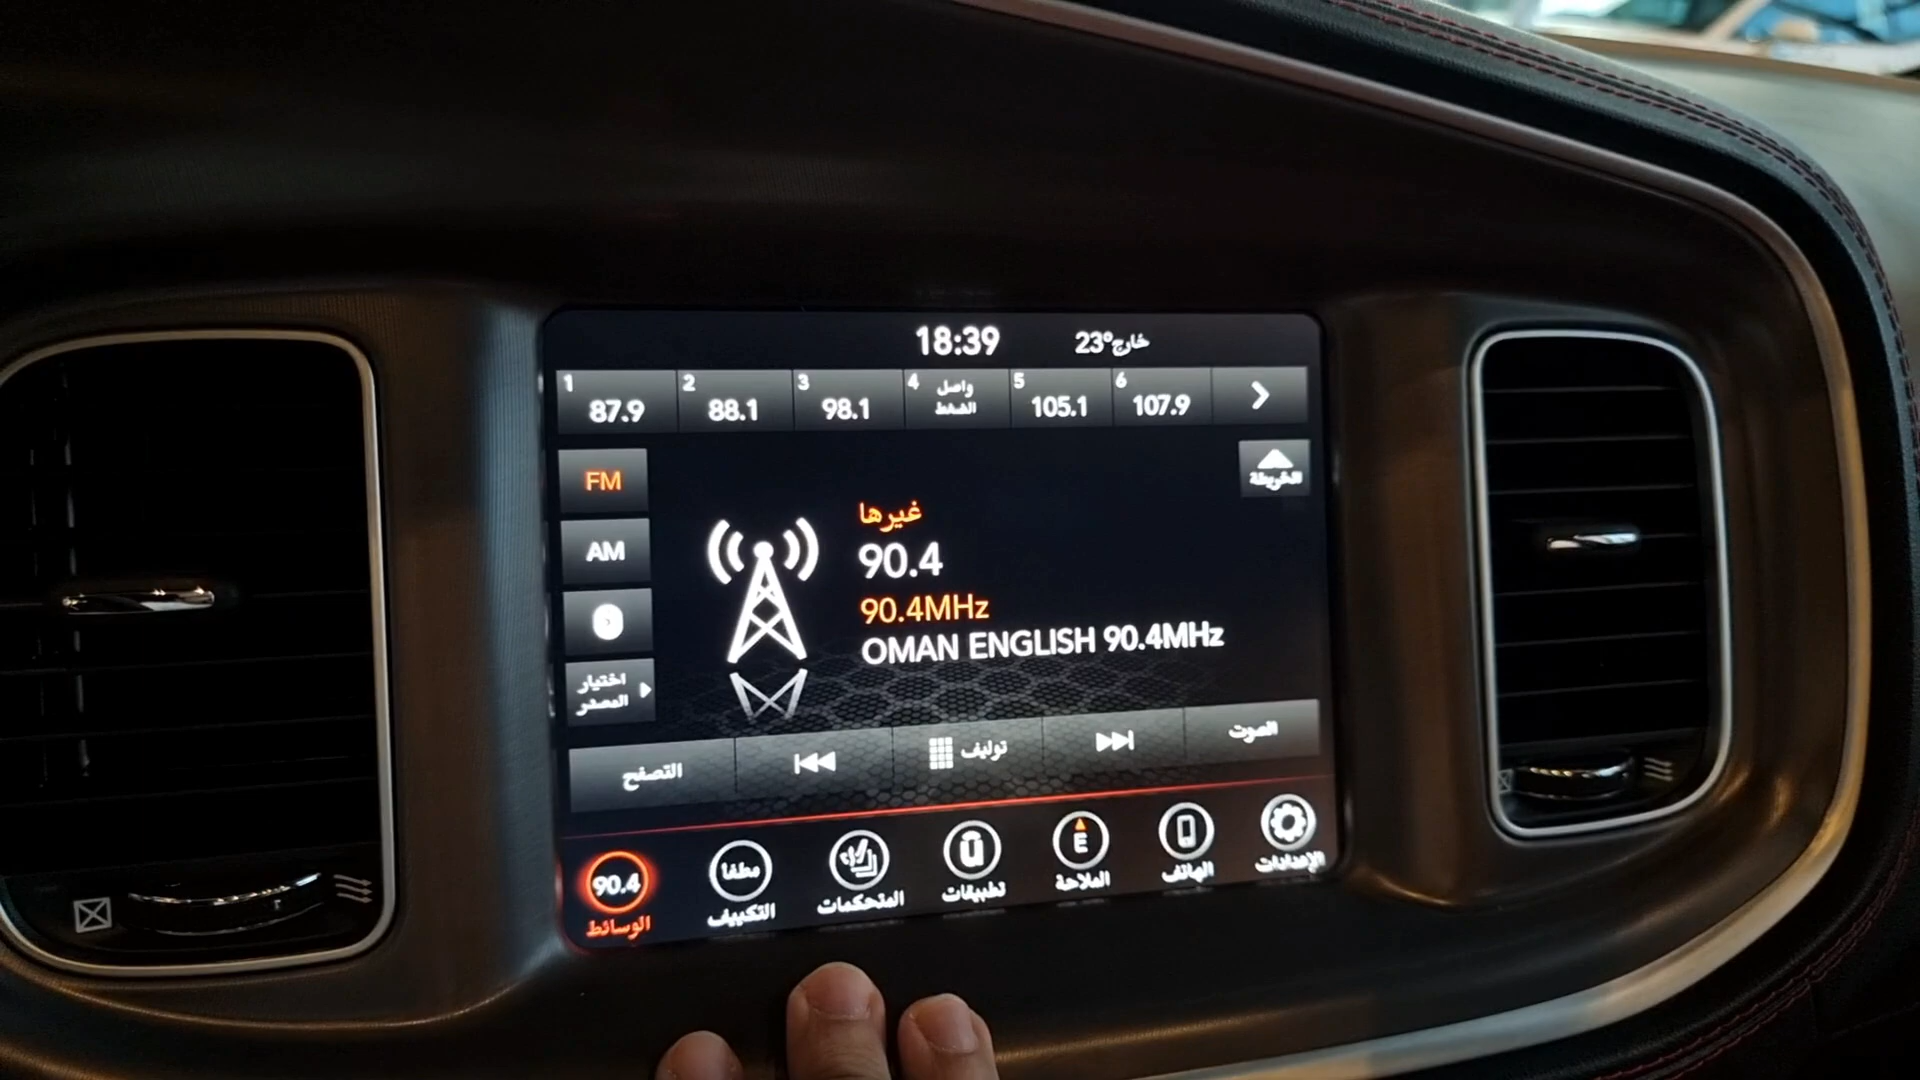 18:39
23° خارج
1 87.9
2 88.1
3 98.1
4 واصل
الضغط
5 105.1
6 107.9
FM
AM
اختيار
المصدر
الخريطة
غيرها
90.4
90.4MHz
OMAN ENGLISH 90.4MHz
التصفح
توليف
الصوت
90.4
الوسائط
مطفأ
التكييف
المتحكمات
تطبيقات
E
الملاحة
الهاتف
الإعدادات